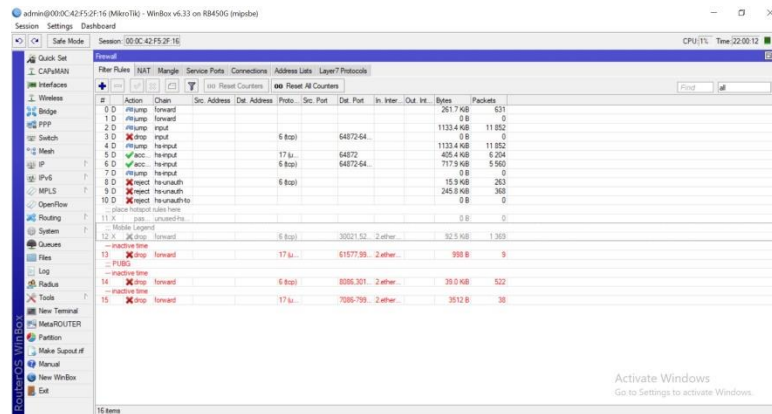 admin@00:0C:42:F5:2F:16 (MikroTik) - WinBox v6.33 on RB450G (mipsbe)
Session Settings Dashboard
Safe Mode Session: 00:0C:42:F5:2F:16 CPU: 1% Time: 22:00:12
Quick Set
CAPsMAN
Interfaces
Wireless
Bridge
PPP
Switch
Mesh
IP
IPv6
MPLS
OpenFlow
Routing
System
Queues
Files
Log
Radius
Tools
New Terminal
MetaROUTER
Partition
Make Supout.rif
Manual
New WinBox
Exit
RouterOS WinBox
Firewall
Filter Rules NAT Mangle Service Ports Connections Address Lists Layer7 Protocols
00 Reset Counters 00 Reset All Counters Find all
# Action Chain Src. Address Dst. Address Proto... Src. Port Dst. Port In. Inter... Out. Int... Bytes Packets
0 D jump forward 261.7 KiB 631
1 D jump forward 0 B 0
2 D jump input 1133.4 KiB 11 852
3 D drop input 6 (tcp) 64872-64... 0 B 0
4 D jump hs-input 1133.4 KiB 11 852
5 D acc... hs-input 17 (u... 64872 405.4 KiB 6 204
6 D acc... hs-input 6 (tcp) 64872-64... 717.9 KiB 5 560
7 D jump hs-input 0 B 0
8 D reject hs-unauth 6 (tcp) 15.9 KiB 263
9 D reject hs-unauth 245.8 KiB 368
10 D reject hs-unauth-to 0 B 0
::: place hotspot rules here
11 X pas... unused-hs... 0 B 0
::: Mobile Legend
12 X drop forward 6 (tcp) 30021,52... 2.ether... 92.5 KiB 1 369
--- inactive time
13 drop forward 17 (u... 61577,99... 2.ether... 998 B 9
::: PUBG
--- inactive time
14 drop forward 6 (tcp) 8086,301... 2.ether... 39.0 KiB 522
--- inactive time
15 drop forward 17 (u... 7086-799... 2.ether... 3512 B 38
Activate Windows
Go to Settings to activate Windows.
16 items